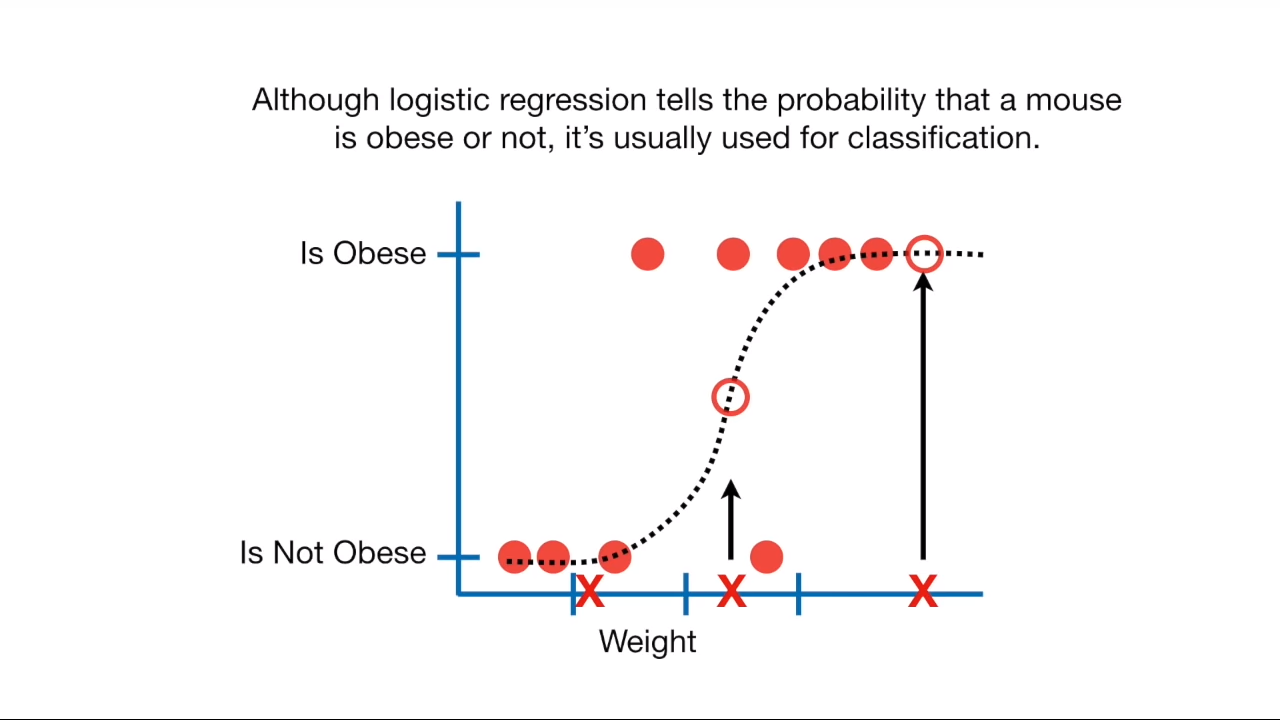 Although logistic regression tells the probability that a mouse
is obese or not, it’s usually used for classification.
Is Obese
Is Not Obese
X X X
Weight